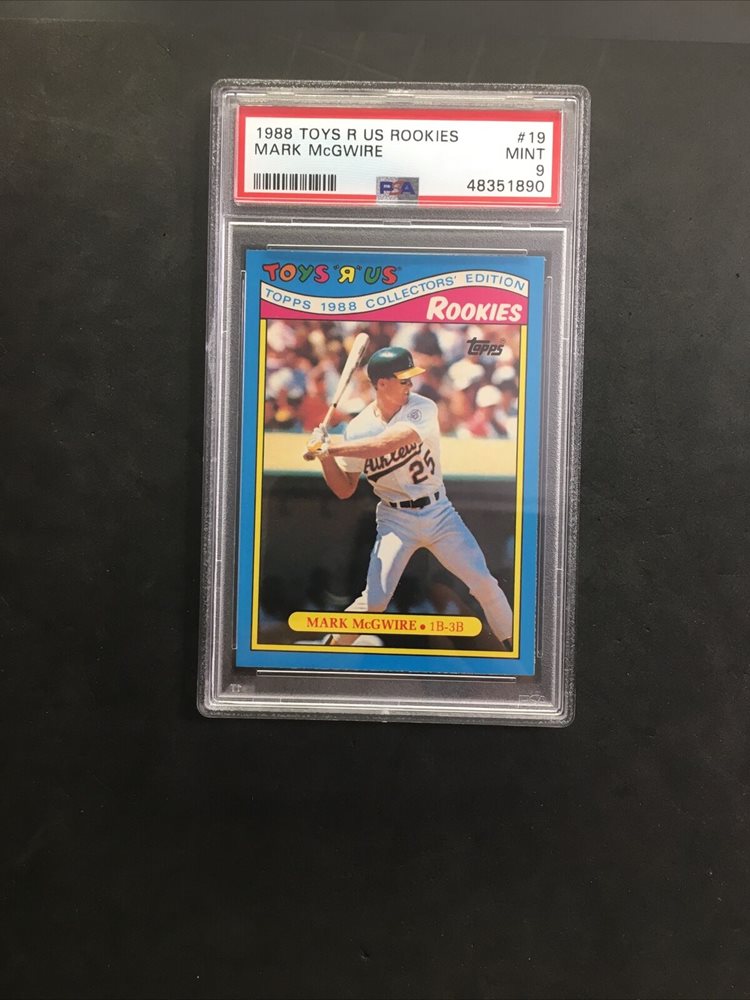 1988 TOYS R US ROOKIES #19
MARK McGWIRE MINT
9
PSA 48351890
TOYS "Я" US®
TOPPS 1988 COLLECTORS' EDITION
ROOKIES
Topps®
Athletics
25
MARK McGWIRE • 1B-3B
PSA